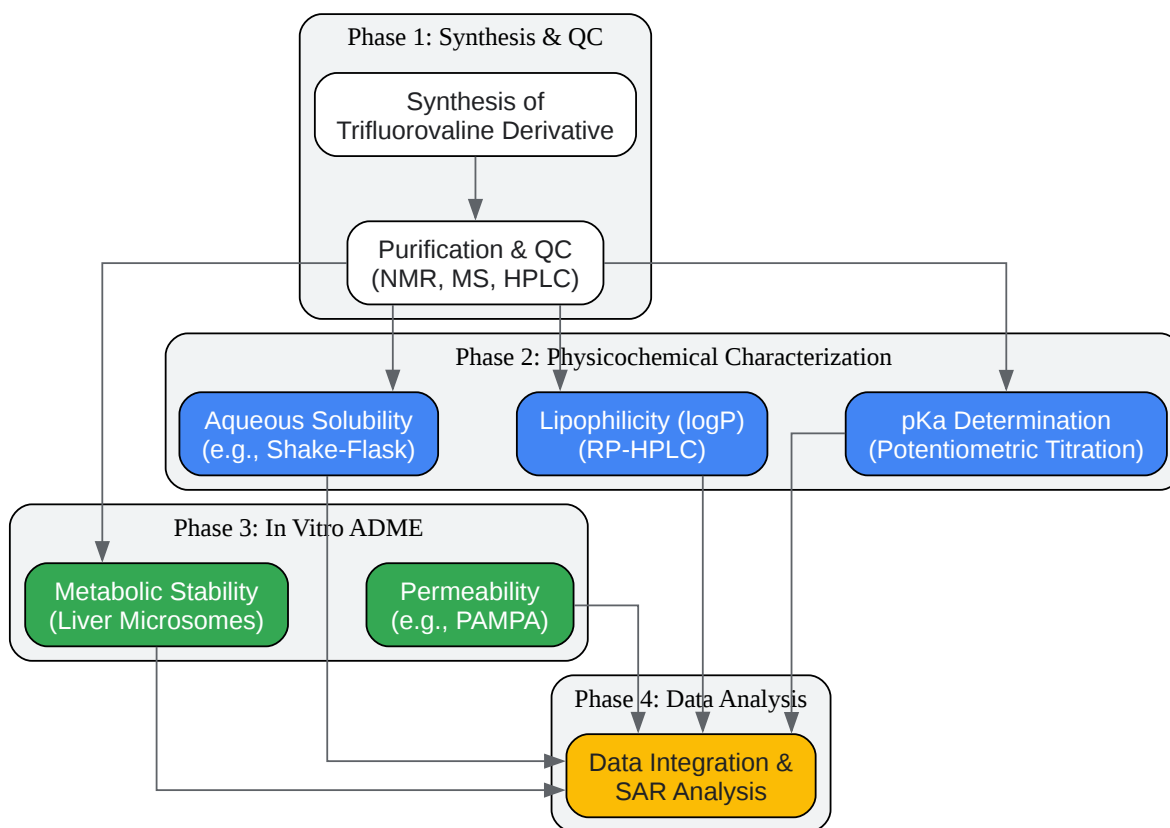 Phase 1: Synthesis & QC
Synthesis of
Trifluorovaline Derivative
Purification & QC
(NMR, MS, HPLC)
Phase 2: Physicochemical Characterization
Aqueous Solubility
(e.g., Shake-Flask)
Lipophilicity (logP)
(RP-HPLC)
pKa Determination
(Potentiometric Titration)
Phase 3: In Vitro ADME
Metabolic Stability
(Liver Microsomes)
Permeability
(e.g., PAMPA)
Phase 4: Data Analysis
Data Integration &
SAR Analysis